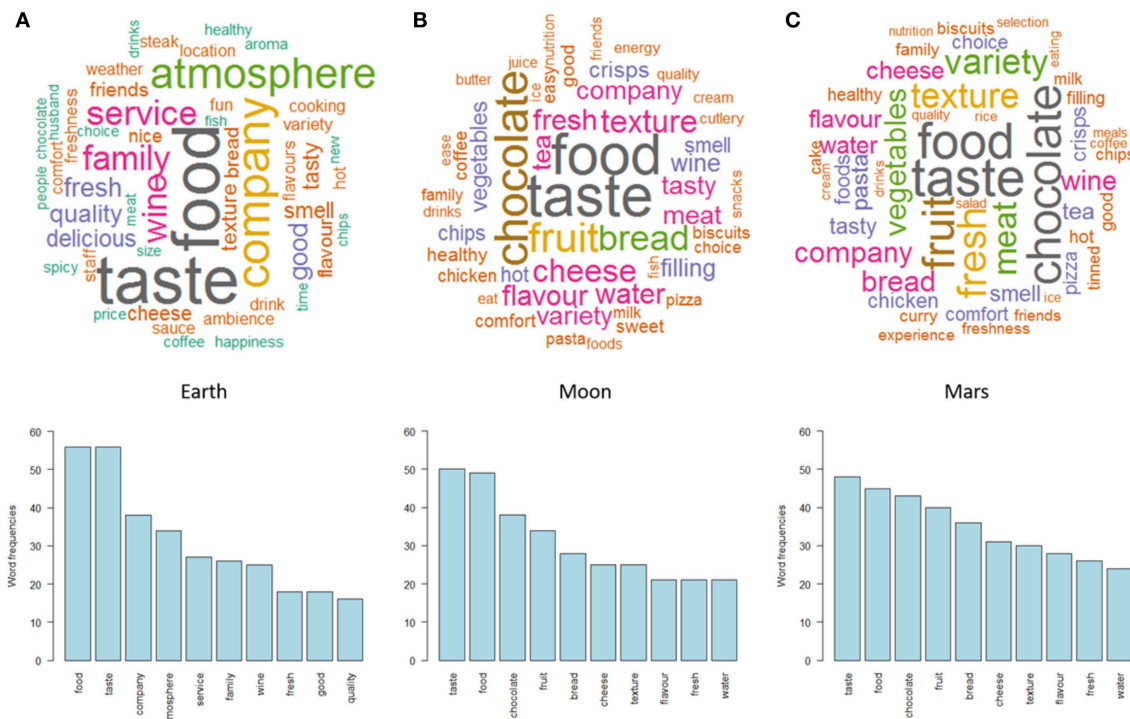 A
drinks
healthy
steak
aroma
location
weather
atmosphere
friends
service
fun
cooking
fish
variety
people
chocolate
husband
comfort
freshness
choice
nice
family
food
texture
bread
company
flavours
tasty
hot
new
fresh
wine
meat
quality
smell
delicious
size
good
flavour
chips
spicy
staff
taste
time
price
cheese
drink
sauce
ambience
coffee
happiness
B
juice
easy
nutrition
good
friends
energy
butter
ice
crisps
quality
company
cream
chocolate
fresh
texture
cutlery
ease
coffee
vegetables
tea
food
smell
wine
taste
tasty
snacks
family
drinks
meat
chips
fruit
bread
biscuits
choice
healthy
chicken
hot
cheese
fish
filling
eat
flavour
water
pizza
comfort
variety
milk
sweet
pasta
foods
C
nutrition
biscuits
selection
choice
family
variety
eating
cheese
milk
healthy
texture
filling
quality
rice
flavour
vegetables
food
chocolate
crisps
water
meals
coffee
chips
cake
cream
foods
pasta
drinks
taste
wine
salad
tea
good
tasty
fruit
fresh
meat
hot
company
tinned
bread
pizza
chicken
smell
ice
curry
comfort
friends
freshness
experience
Earth
Moon
Mars
Word frequencies
60
50
40
30
20
10
0
food
taste
company
mosphere
service
family
wine
fresh
good
quality
Word frequencies
60
50
40
30
20
10
0
taste
food
chocolate
fruit
bread
cheese
texture
flavour
fresh
water
Word frequencies
60
50
40
30
20
10
0
taste
food
chocolate
fruit
bread
cheese
texture
flavour
fresh
water